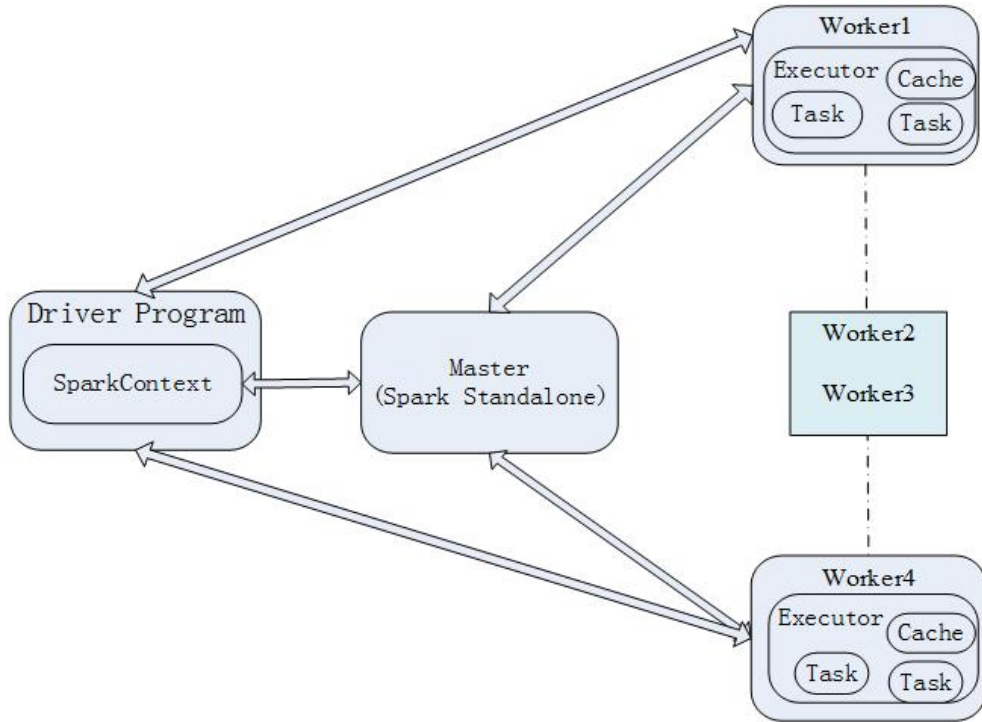 Worker1
Executor
Cache
Task
Task
Driver Program
SparkContext
Master
(Spark Standalone)
Worker2
Worker3
Worker4
Executor
Cache
Task
Task